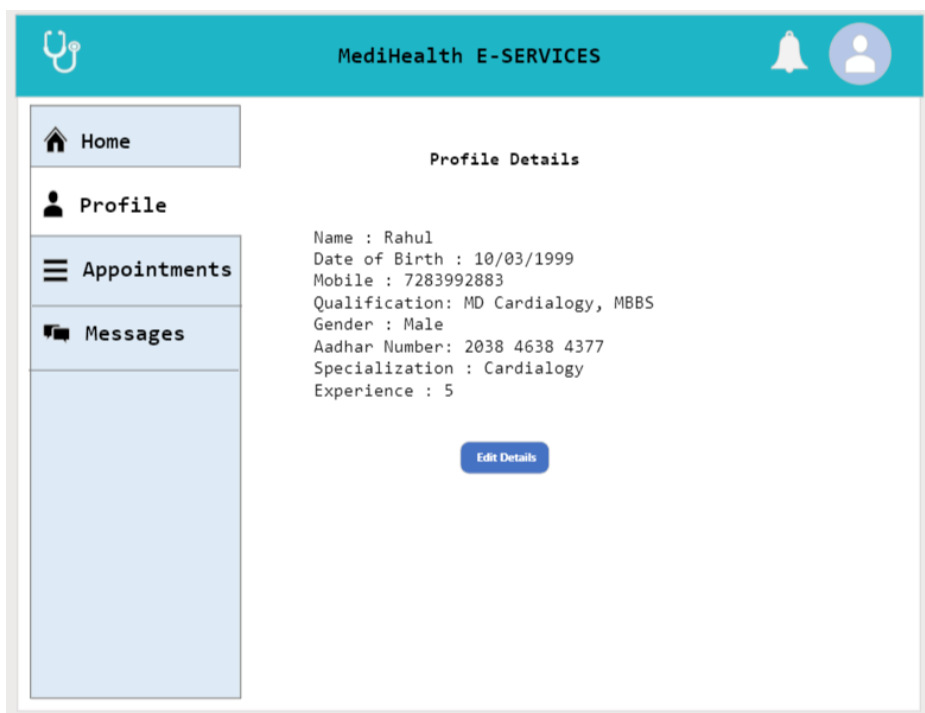 MediHealth E-SERVICES
Home
Profile
Appointments
Messages
Profile Details
Name : Rahul
Date of Birth : 10/03/1999
Mobile : 7283992883
Qualification: MD Cardialogy, MBBS
Gender : Male
Aadhar Number: 2038 4638 4377
Specialization : Cardialogy
Experience : 5
Edit Details